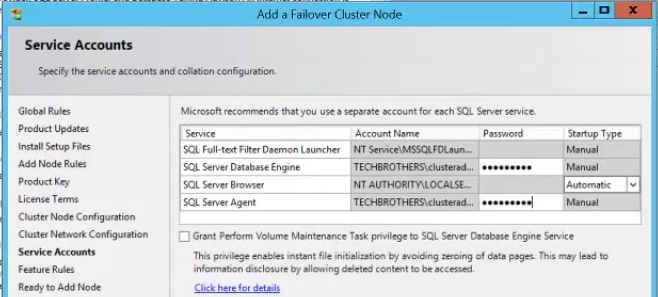 Add a Failover Cluster Node
Service Accounts
Specify the service accounts and collation configuration.
Global Rules
Product Updates
Install Setup Files
Add Node Rules
Product Key
License Terms
Cluster Node Configuration
Cluster Network Configuration
Service Accounts
Feature Rules
Ready to Add Node
Microsoft recommends that you use a separate account for each SQL Server service.
Service Account Name Password Startup Type
SQL Full-text Filter Daemon Launcher NT Service\MSSQLFDLaun... Manual
SQL Server Database Engine TECHBROTHERS\clusterad... ●●●●●●●●● Manual
SQL Server Browser NT AUTHORITY\LOCALSE... Automatic
SQL Server Agent TECHBROTHERS\clusterad... ●●●●●●●●● Manual
Grant Perform Volume Maintenance Task privilege to SQL Server Database Engine Service
This privilege enables instant file initialization by avoiding zeroing of data pages. This may lead to
information disclosure by allowing deleted content to be accessed.
Click here for details